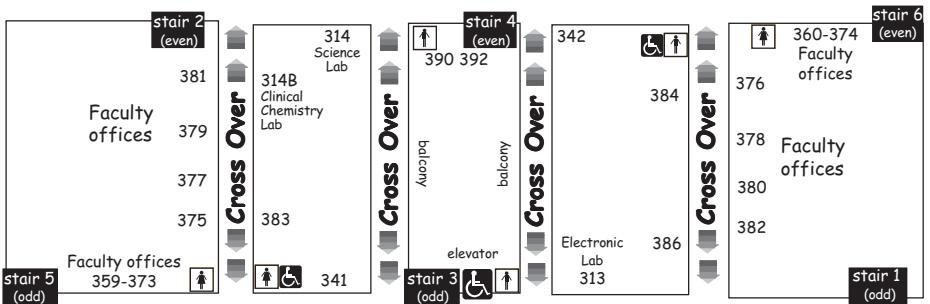 stair 2
(even)
381
Faculty
offices
379
377
375
Faculty offices
359-373
stair 5
(odd)
Cross Over
314
Science
Lab
314B
Clinical
Chemistry
Lab
383
341
Cross Over
stair 4
(even)
390 392
balcony
balcony
elevator
stair 3
(odd)
Cross Over
342
384
386
Electronic
Lab
313
Cross Over
stair 6
(even)
360-374
Faculty
offices
376
378
Faculty
offices
380
382
stair 1
(odd)